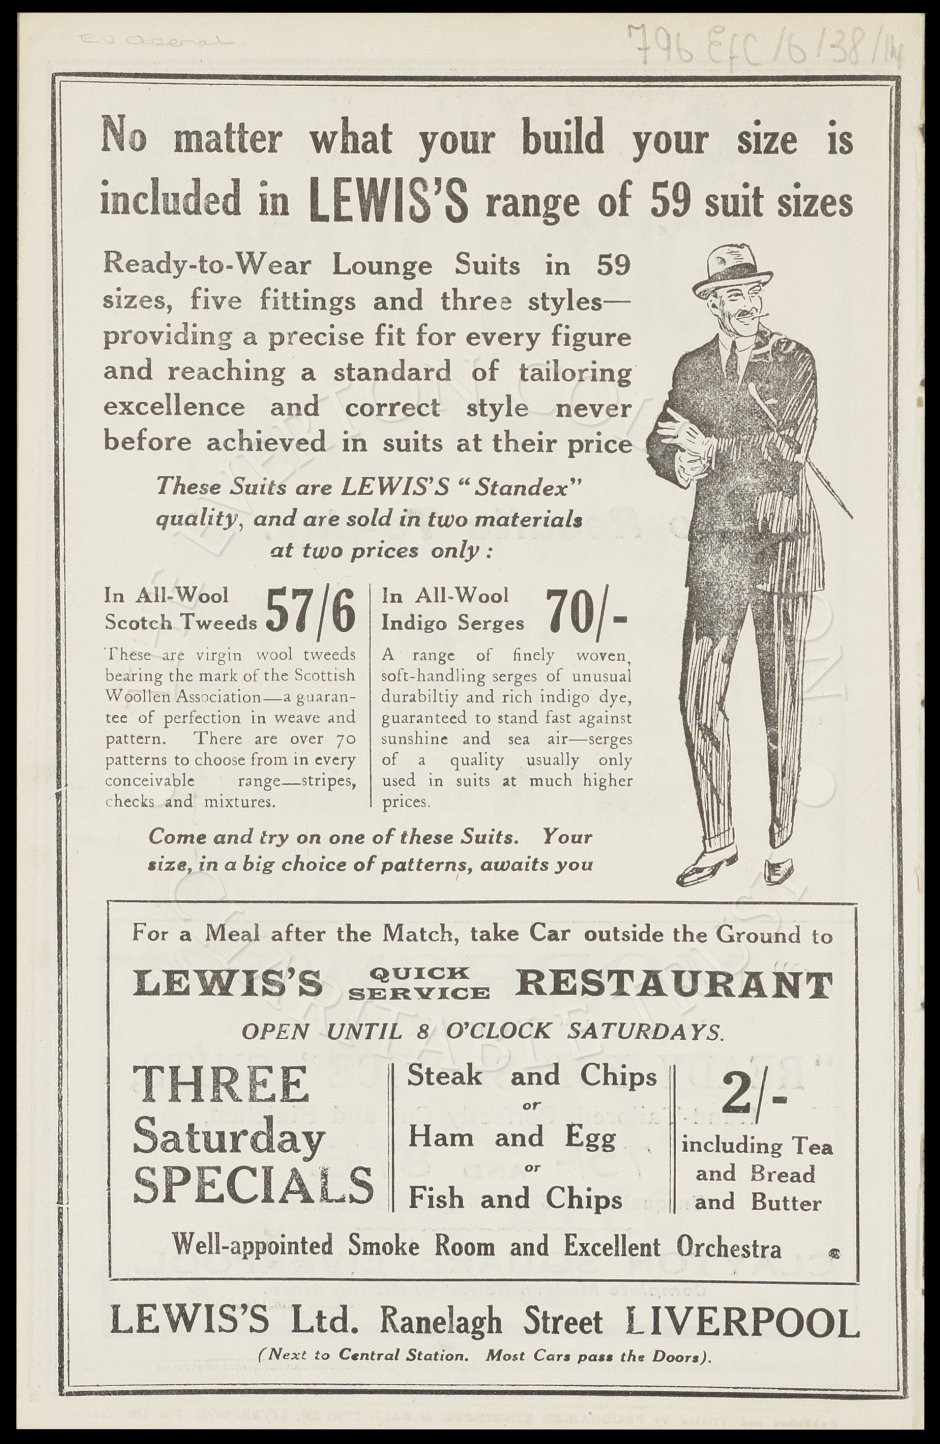 Ev Arsenal
796 EFC/6/38/14
No matter what your build your size is
included in LEWIS'S range of 59 suit sizes
Ready-to-Wear Lounge Suits in 59
sizes, five fittings and three styles—
providing a precise fit for every figure
and reaching a standard of tailoring
excellence and correct style never
before achieved in suits at their price
These Suits are LEWIS'S "Standex"
quality, and are sold in two materials
at two prices only :
In All-Wool
Scotch Tweeds 57/6
These are virgin wool tweeds
bearing the mark of the Scottish
Woollen Association—a guaran-
tee of perfection in weave and
pattern. There are over 70
patterns to choose from in every
conceivable range—stripes,
checks and mixtures.
In All-Wool
Indigo Serges 70/-
A range of finely woven,
soft-handling serges of unusual
durabiltiy and rich indigo dye,
guaranteed to stand fast against
sunshine and sea air—serges
of a quality usually only
used in suits at much higher
prices.
Come and try on one of these Suits. Your
size, in a big choice of patterns, awaits you
For a Meal after the Match, take Car outside the Ground to
LEWIS'S QUICK SERVICE RESTAURANT
OPEN UNTIL 8 O'CLOCK SATURDAYS.
THREE
Saturday
SPECIALS
Steak and Chips
or
Ham and Egg
or
Fish and Chips
2/-
including Tea
and Bread
and Butter
Well-appointed Smoke Room and Excellent Orchestra
LEWIS'S Ltd. Ranelagh Street LIVERPOOL
(Next to Central Station. Most Cars pass the Doors).
THE EVERTON COLLECTION
CHARITABLE TRUST